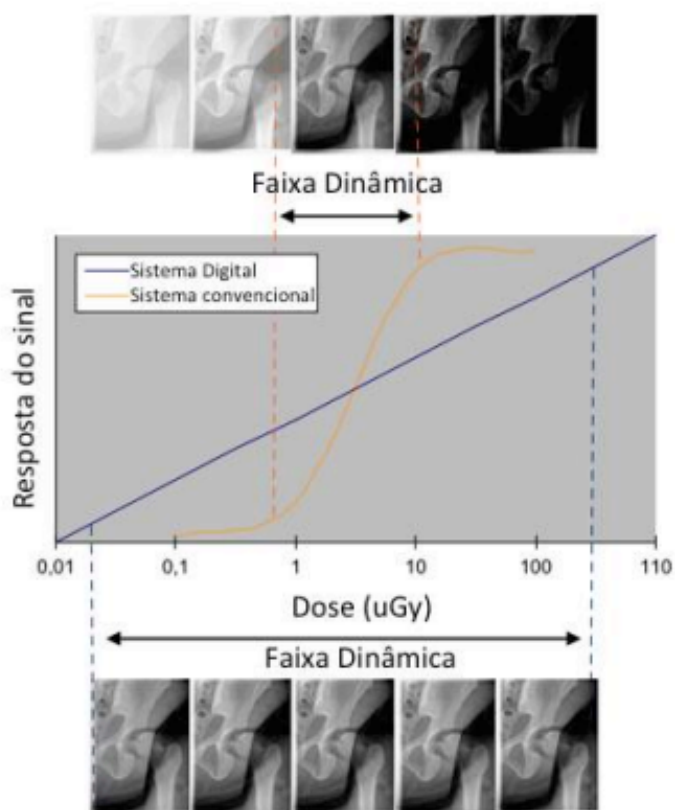 Faixa Dinâmica
Sistema Digital
Sistema convencional
Resposta do sinal
0,01 0,1 1 10 100 110
Dose (uGy)
Faixa Dinâmica